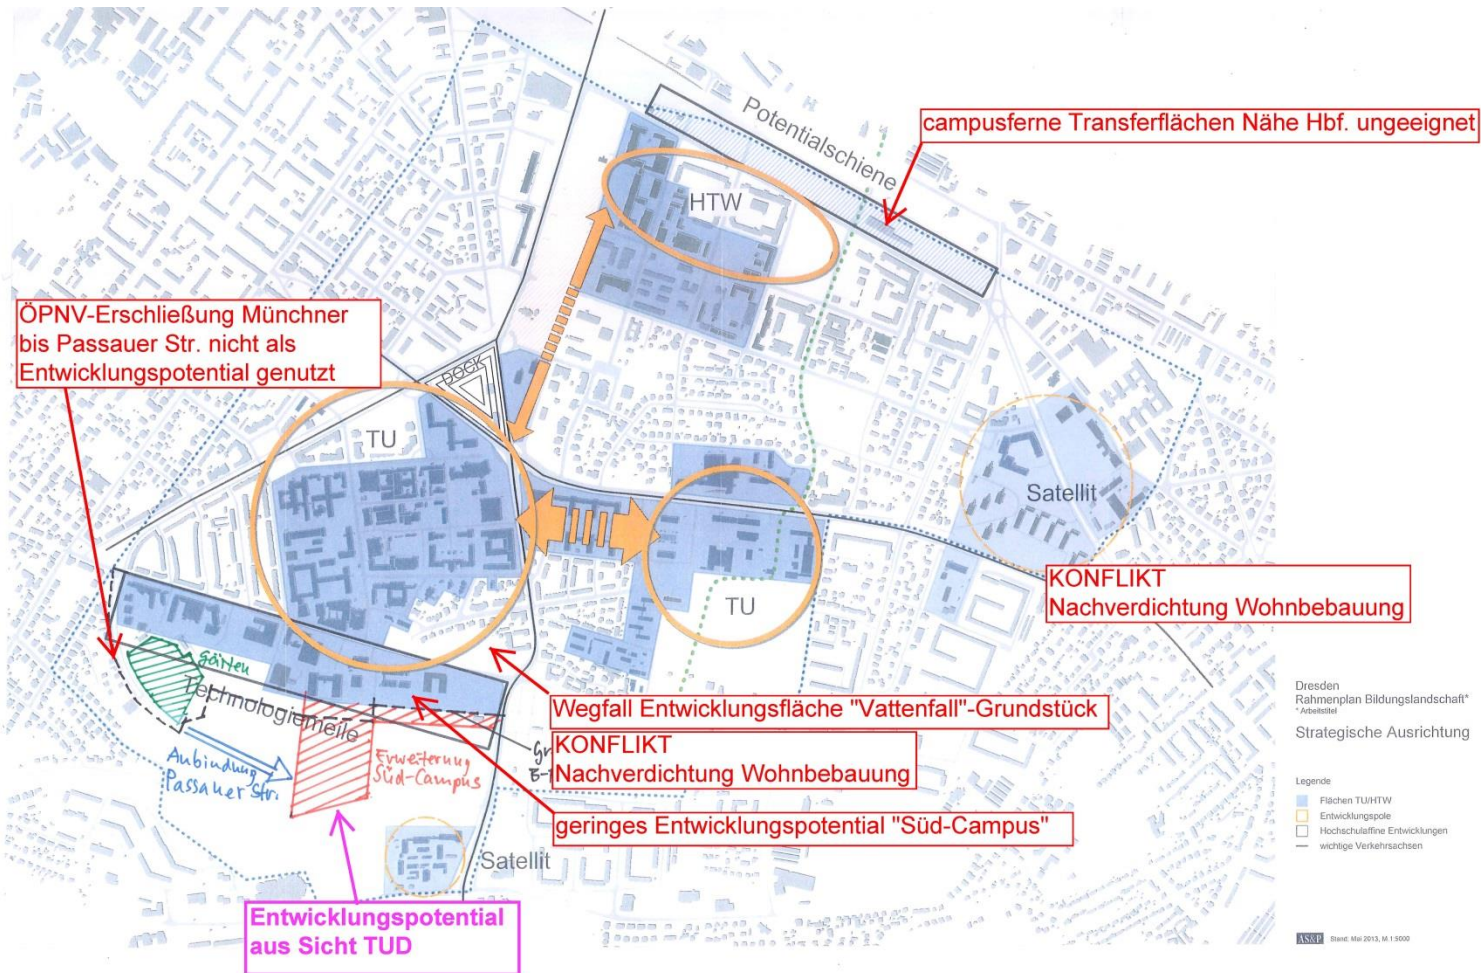 Potentialschiene
campusferne Transferflächen Nähe Hbf. ungeeignet
HTW
ÖPNV-Erschließung Münchner
bis Passauer Str. nicht als
Entwicklungspotential genutzt
DOCK
TU
Satellit
TU
KONFLIKT
Nachverdichtung Wohnbebauung
Gärten
Technologiemeile
Wegfall Entwicklungsfläche "Vattenfall"-Grundstück
KONFLIKT
Nachverdichtung Wohnbebauung
Anbindung
Passauer Str.
Erweiterung
Süd-Campus
geringes Entwicklungspotential "Süd-Campus"
Satellit
Entwicklungspotential
aus Sicht TUD
Dresden
Rahmenplan Bildungslandschaft*
* Arbeitstitel
Strategische Ausrichtung
Legende
Flächen TU/HTW
Entwicklungspole
Hochschulaffine Entwicklungen
wichtige Verkehrsachsen
AS&P Stand: Mai 2013, M 1:5000